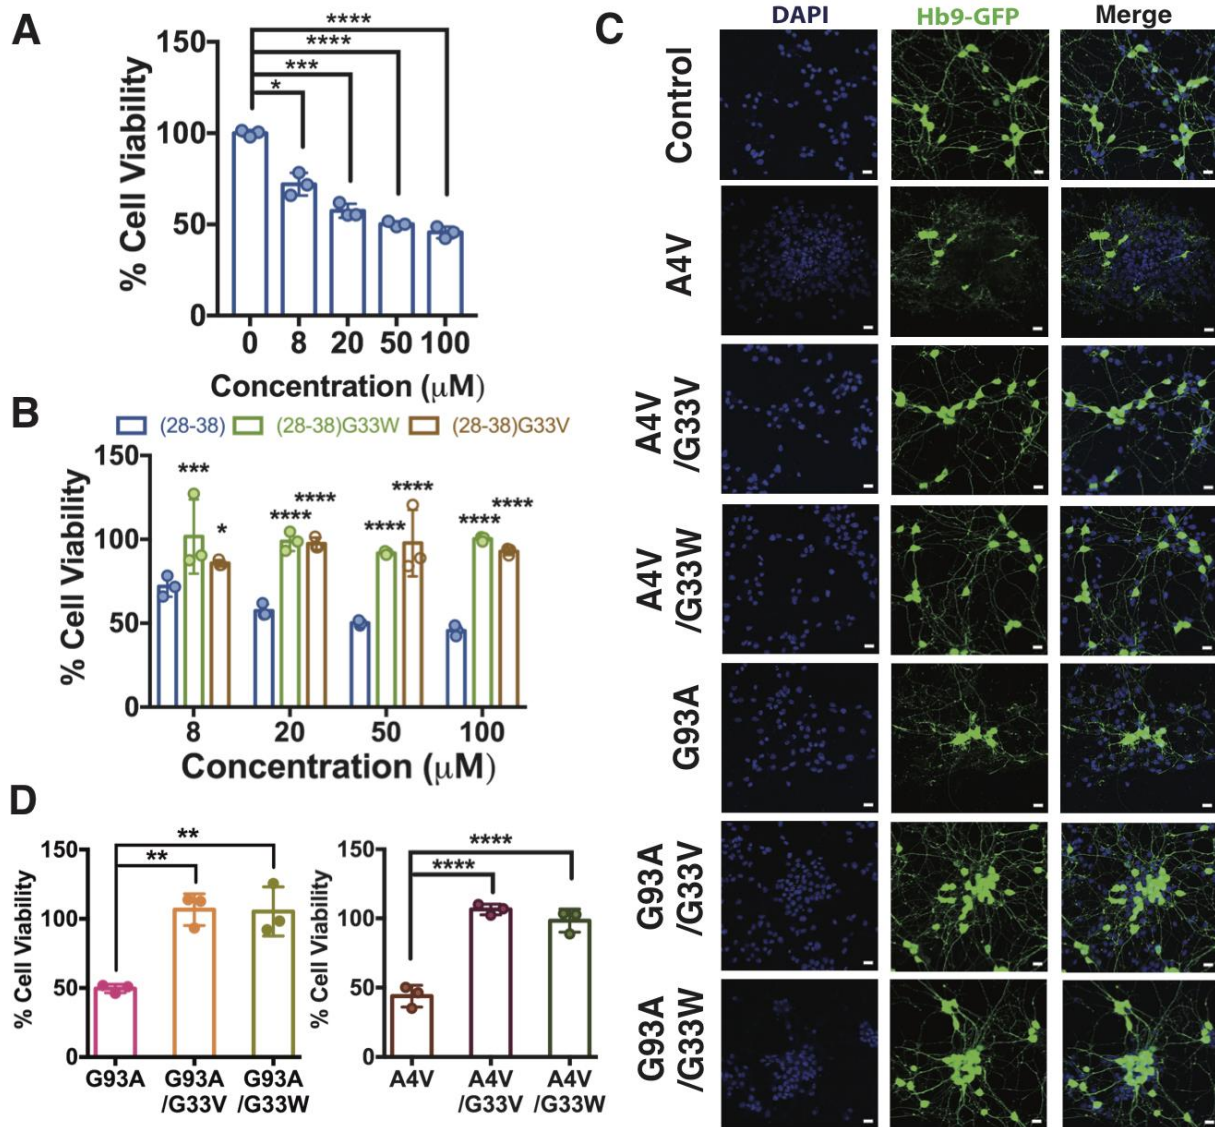 A
150
100
50
0
% Cell Viability
****
****
***
*
0 8 20 50 100
Concentration (μM)
B
(28-38) (28-38)G33W (28-38)G33V
150
100
50
0
% Cell Viability
***
*
****
****
****
****
****
****
8 20 50 100
Concentration (μM)
C
DAPI Hb9-GFP Merge
Control
A4V
A4V
/G33V
A4V
/G33W
G93A
G93A
/G33V
G93A
/G33W
D
150
100
50
0
% Cell Viability
**
**
G93A G93A G93A
/G33V /G33W
150
100
50
0
% Cell Viability
****
****
A4V A4V A4V
/G33V /G33W